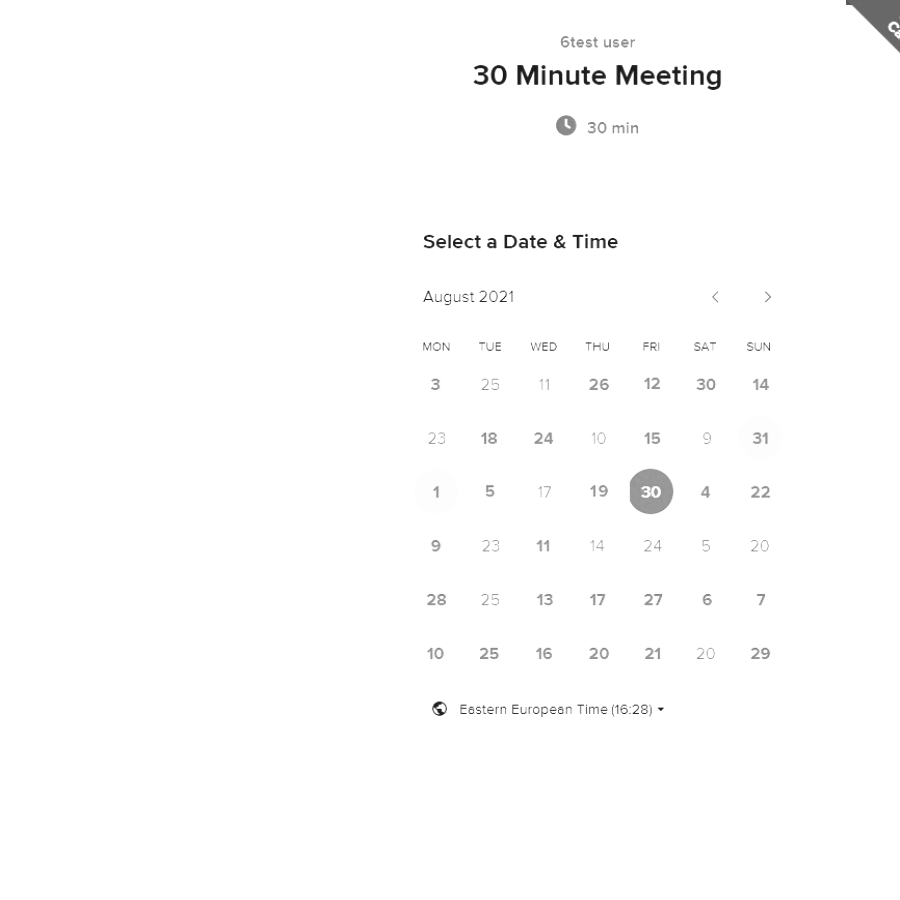 6test user
30 Minute Meeting
30 min
Select a Date & Time
August 2021
MON TUE WED THU FRI SAT SUN
3 25 11 26 12 30 14
23 18 24 10 15 9 31
1 5 17 19 30 4 22
9 23 11 14 24 5 20
28 25 13 17 27 6 7
10 25 16 20 21 20 29
Eastern European Time (16:28)